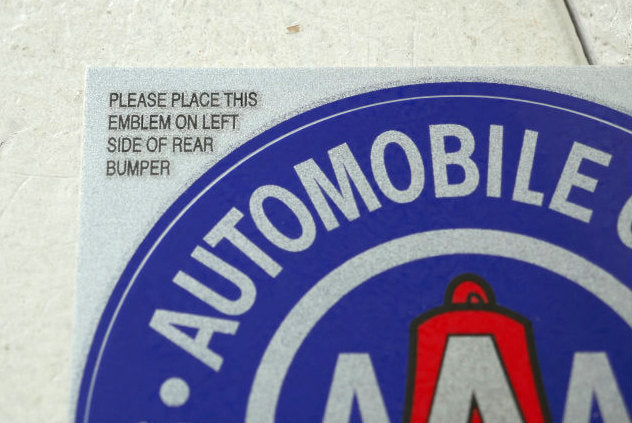 PLEASE PLACE THIS
EMBLEM ON LEFT
SIDE OF REAR
BUMPER
• AUTOMOBILE
AAA